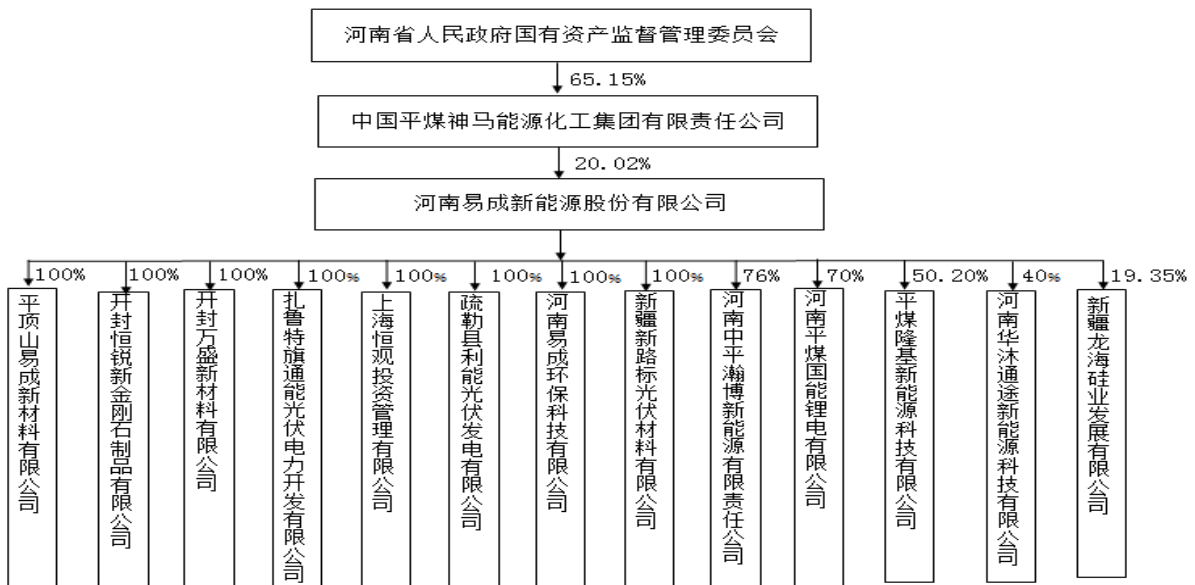 河南省人民政府国有资产监督管理委员会
65.15%
中国平煤神马能源化工集团有限责任公司
20.02%
河南易成新能源股份有限公司
100%
100%
100%
100%
100%
100%
100%
100%
76%
70%
50.20%
40%
19.35%
平顶山易成新材料有限公司
开封恒锐新金刚石制品有限公司
开封万盛新材料有限公司
扎鲁特旗通能光伏电力开发有限公司
上海恒观投资管理有限公司
疏勒县利能光伏发电有限公司
河南易成环保科技有限公司
新疆新路标光伏材料有限公司
河南中平瀚博新能源有限责任公司
河南平煤国能锂电有限公司
平煤隆基新能源科技有限公司
河南华沐通途新能源科技有限公司
新疆龙海硅业发展有限公司